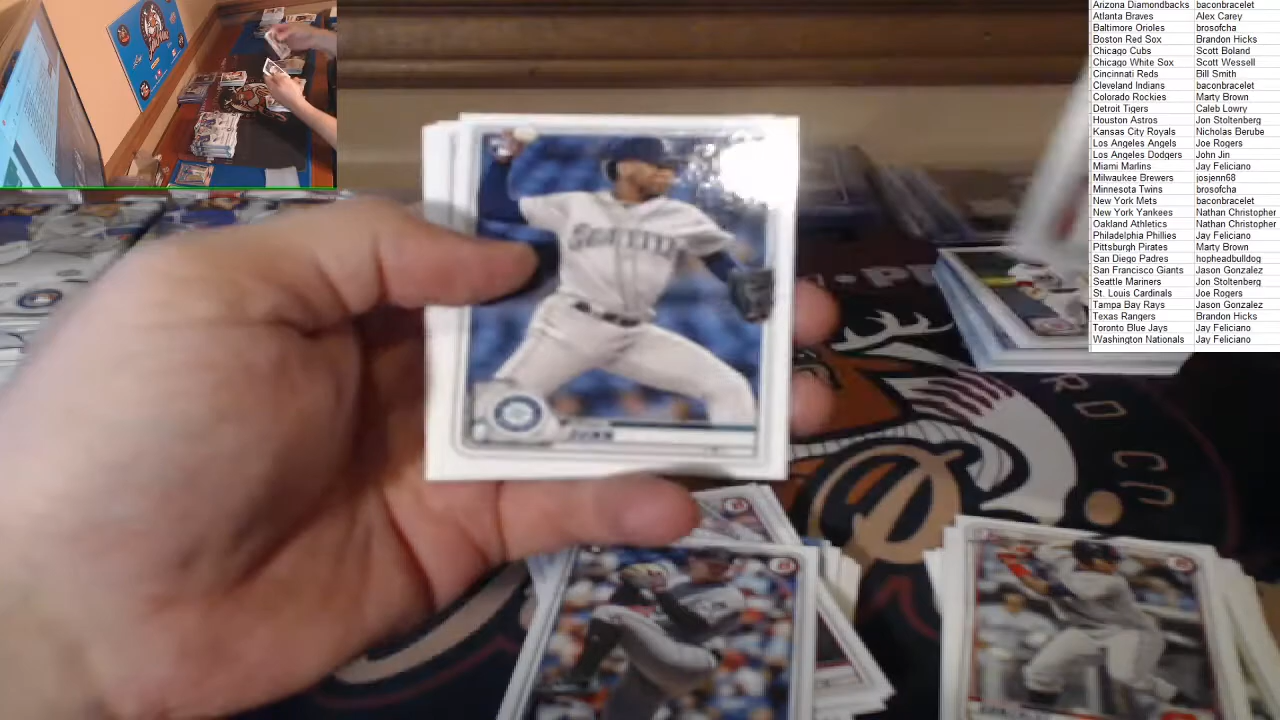 Arizona Diamondbacks baconbracelet
Atlanta Braves Alex Carey
Baltimore Orioles brosofcha
Boston Red Sox Brandon Hicks
Chicago Cubs Scott Boland
Chicago White Sox Scott Wessell
Cincinnati Reds Bill Smith
Cleveland Indians baconbracelet
Colorado Rockies Marty Brown
Detroit Tigers Caleb Lowry
Houston Astros Jon Stoltenberg
Kansas City Royals Nicholas Berube
Los Angeles Angels Joe Rogers
Los Angeles Dodgers John Jin
Miami Marlins Jay Feliciano
Milwaukee Brewers josjenn68
Minnesota Twins brosofcha
New York Mets baconbracelet
New York Yankees Nathan Christopher
Oakland Athletics Nathan Christopher
Philadelphia Phillies Jay Feliciano
Pittsburgh Pirates Marty Brown
San Diego Padres hopheadbulldog
San Francisco Giants Jason Gonzalez
Seattle Mariners Jon Stoltenberg
St. Louis Cardinals Joe Rogers
Tampa Bay Rays Jason Gonzalez
Texas Rangers Brandon Hicks
Toronto Blue Jays Jay Feliciano
Washington Nationals Jay Feliciano